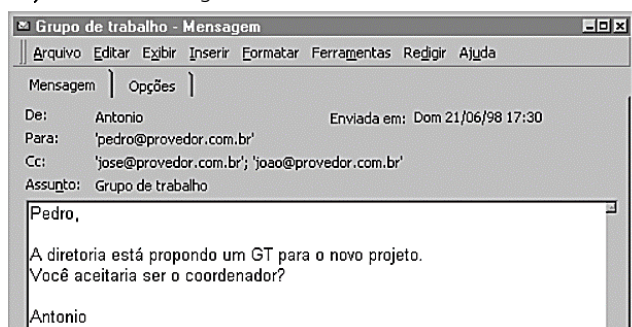 Grupo de trabalho - Mensagem
Arquivo Editar Exibir Inserir Formatar Ferramentas Redigir Ajuda
Mensagem Opções
De: Antonio Enviada em: Dom 21/06/98 17:30
Para: 'pedro@provedor.com.br'
Cc: 'jose@provedor.com.br'; 'joao@provedor.com.br'
Assunto: Grupo de trabalho
Pedro,
A diretoria está propondo um GT para o novo projeto.
Você aceitaria ser o coordenador?
Antonio